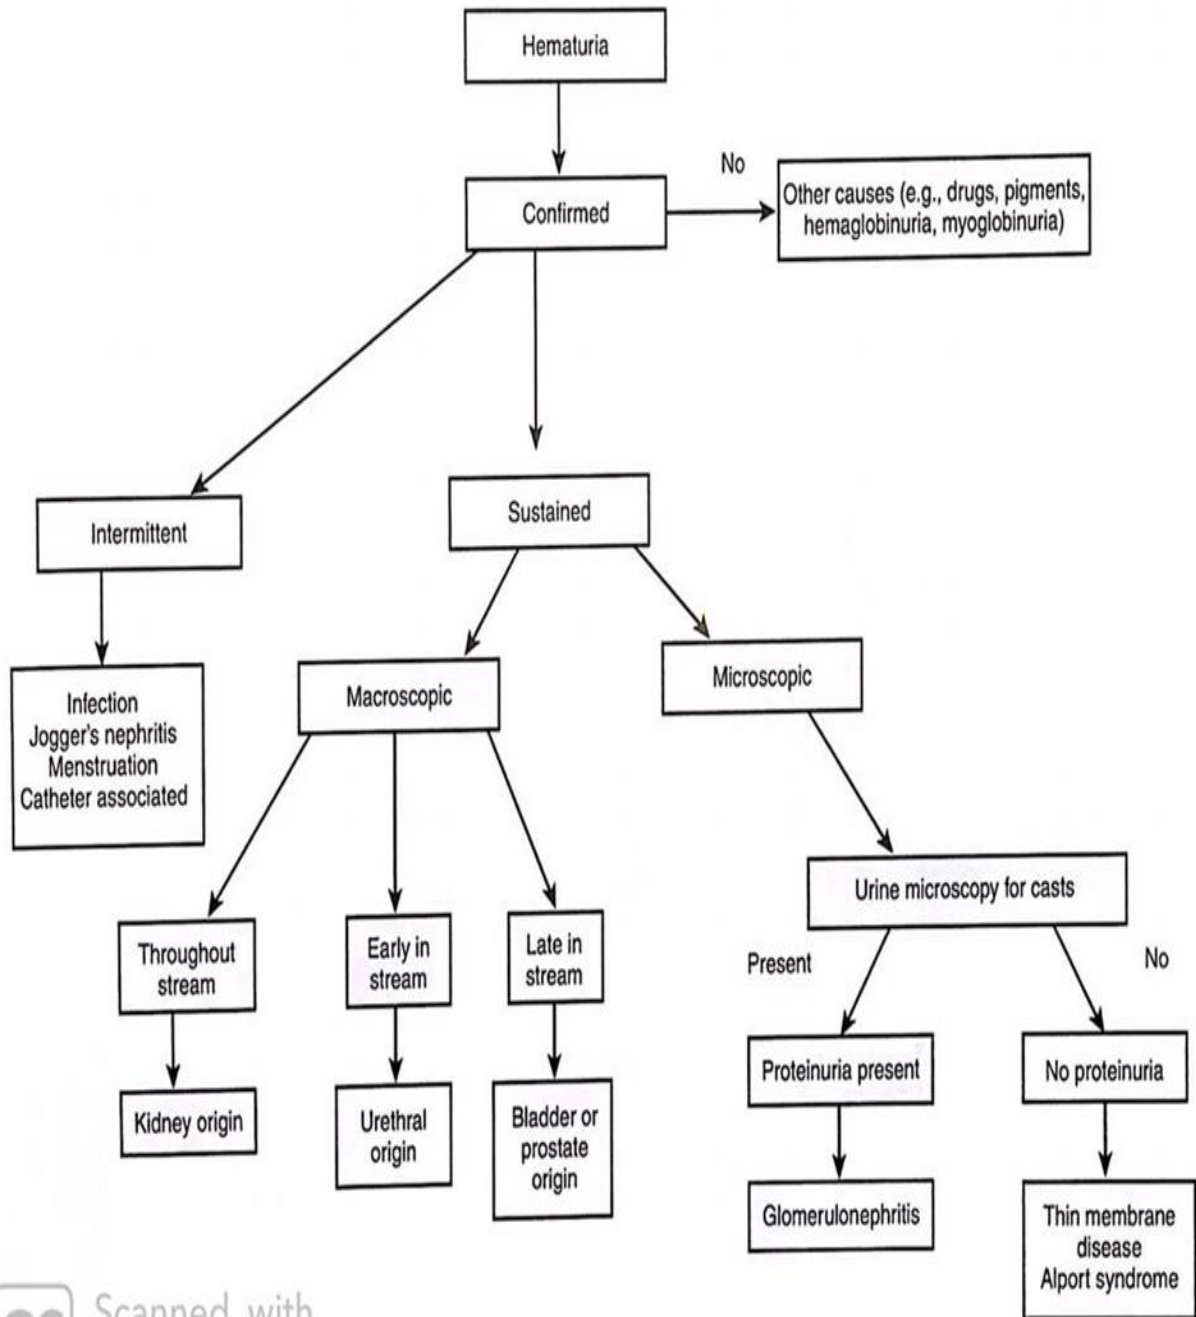 Hematuria
Confirmed
No
Other causes (e.g., drugs, pigments,
hemaglobinuria, myoglobinuria)
Intermittent
Sustained
Infection
Jogger's nephritis
Menstruation
Catheter associated
Macroscopic
Microscopic
Throughout
stream
Early in
stream
Late in
stream
Urine microscopy for casts
Present
No
Kidney origin
Urethral
origin
Bladder or
prostate
origin
Proteinuria present
No proteinuria
Glomerulonephritis
Thin membrane
disease
Alport syndrome
Scanned with